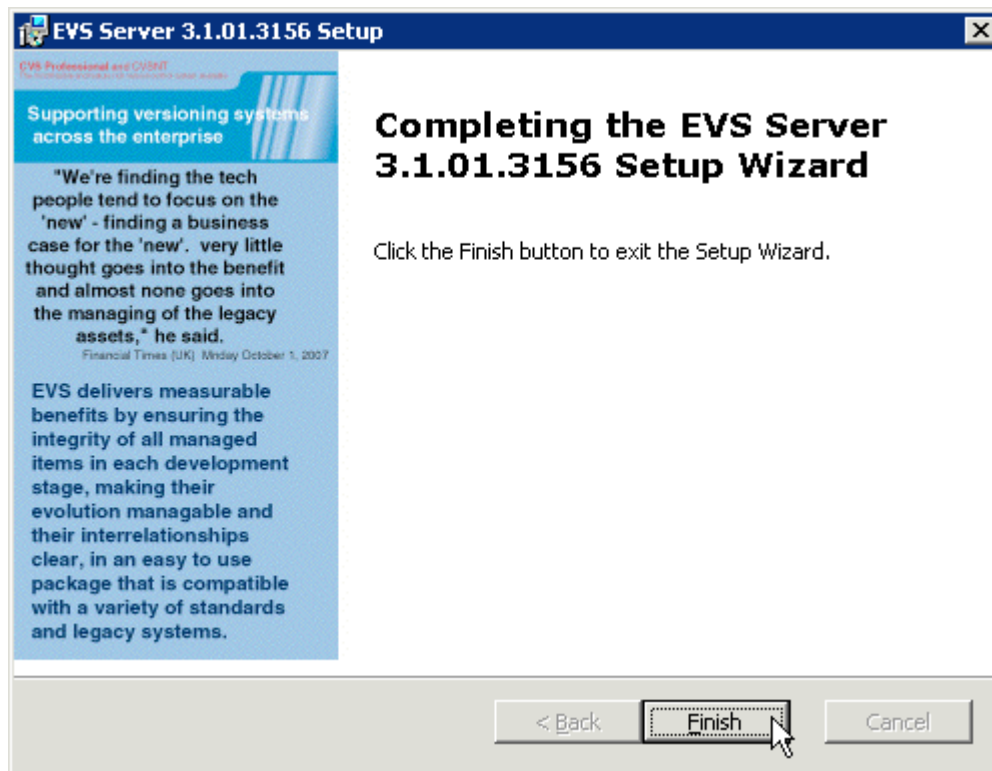 EVS Server 3.1.01.3156 Setup
CVS Professional and CVSNT
Supporting versioning systems
across the enterprise
"We're finding the tech
people tend to focus on the
'new' - finding a business
case for the 'new'. very little
thought goes into the benefit
and almost none goes into
the managing of the legacy
assets," he said.
Financial Times (UK) Mnday October 1, 2007
EVS delivers measurable
benefits by ensuring the
integrity of all managed
items in each development
stage, making their
evolution managable and
their interrelationships
clear, in an easy to use
package that is compatible
with a variety of standards
and legacy systems.
Completing the EVS Server
3.1.01.3156 Setup Wizard
Click the Finish button to exit the Setup Wizard.
< Back
Finish
Cancel